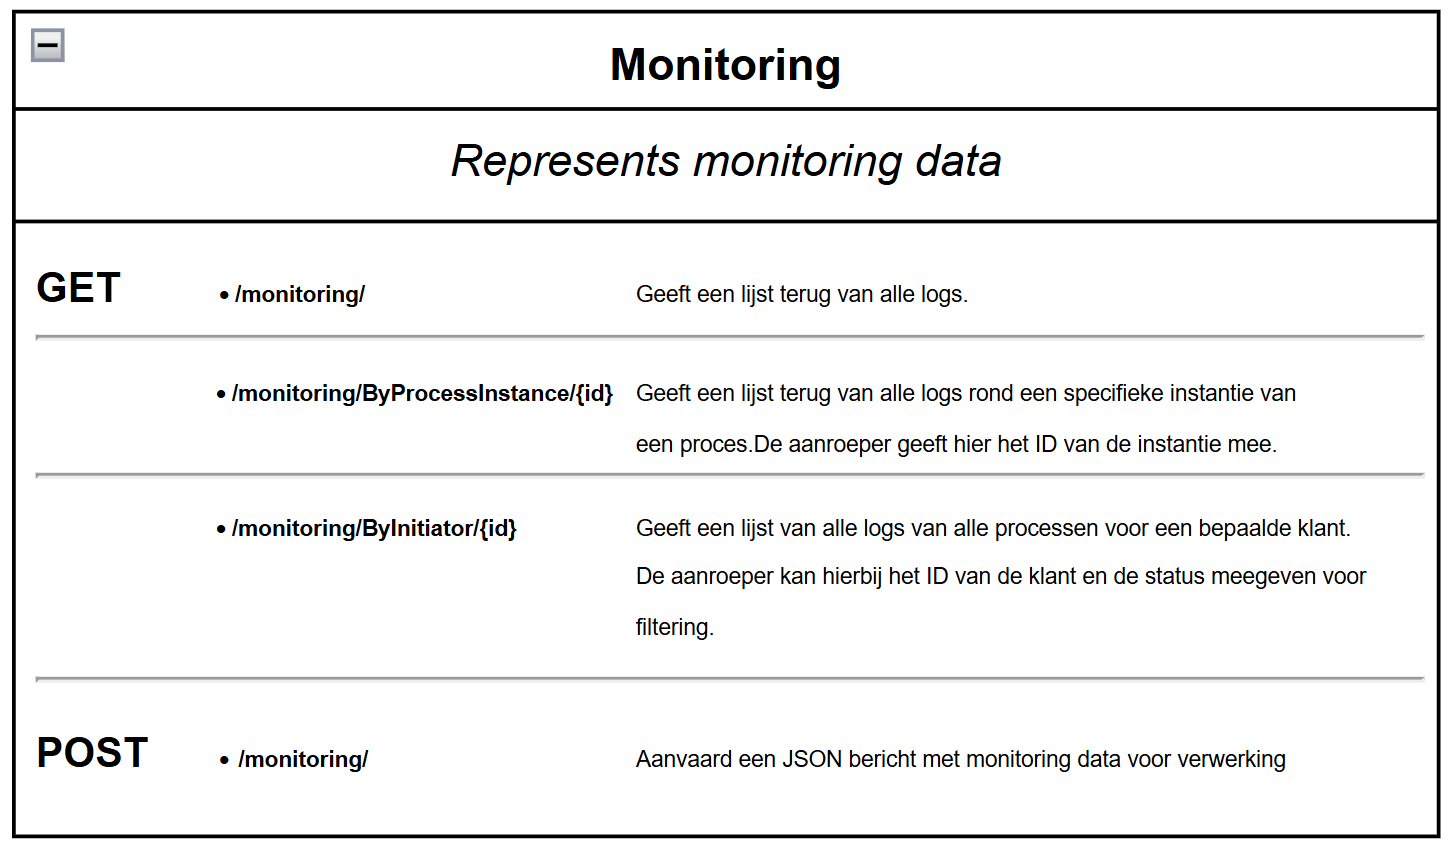 Monitoring
Represents monitoring data
GET • /monitoring/ Geeft een lijst terug van alle logs.
• /monitoring/ByProcessInstance/{id} Geeft een lijst terug van alle logs rond een specifieke instantie van
een proces.De aanroeper geeft hier het ID van de instantie mee.
• /monitoring/ByInitiator/{id} Geeft een lijst van alle logs van alle processen voor een bepaalde klant.
De aanroeper kan hierbij het ID van de klant en de status meegeven voor
filtering.
POST • /monitoring/ Aanvaard een JSON bericht met monitoring data voor verwerking